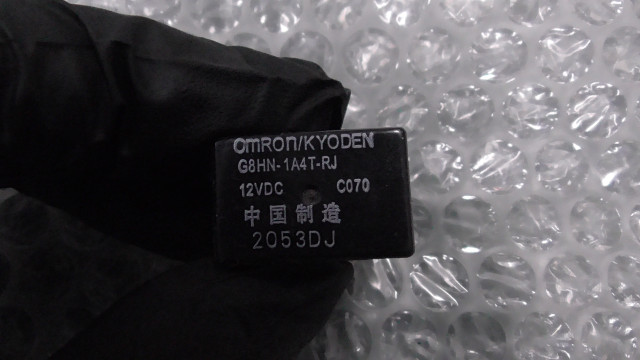 OMRON/KYODEN
G8HN-1A4T-RJ
12VDC C070
中国制造
2053DJ